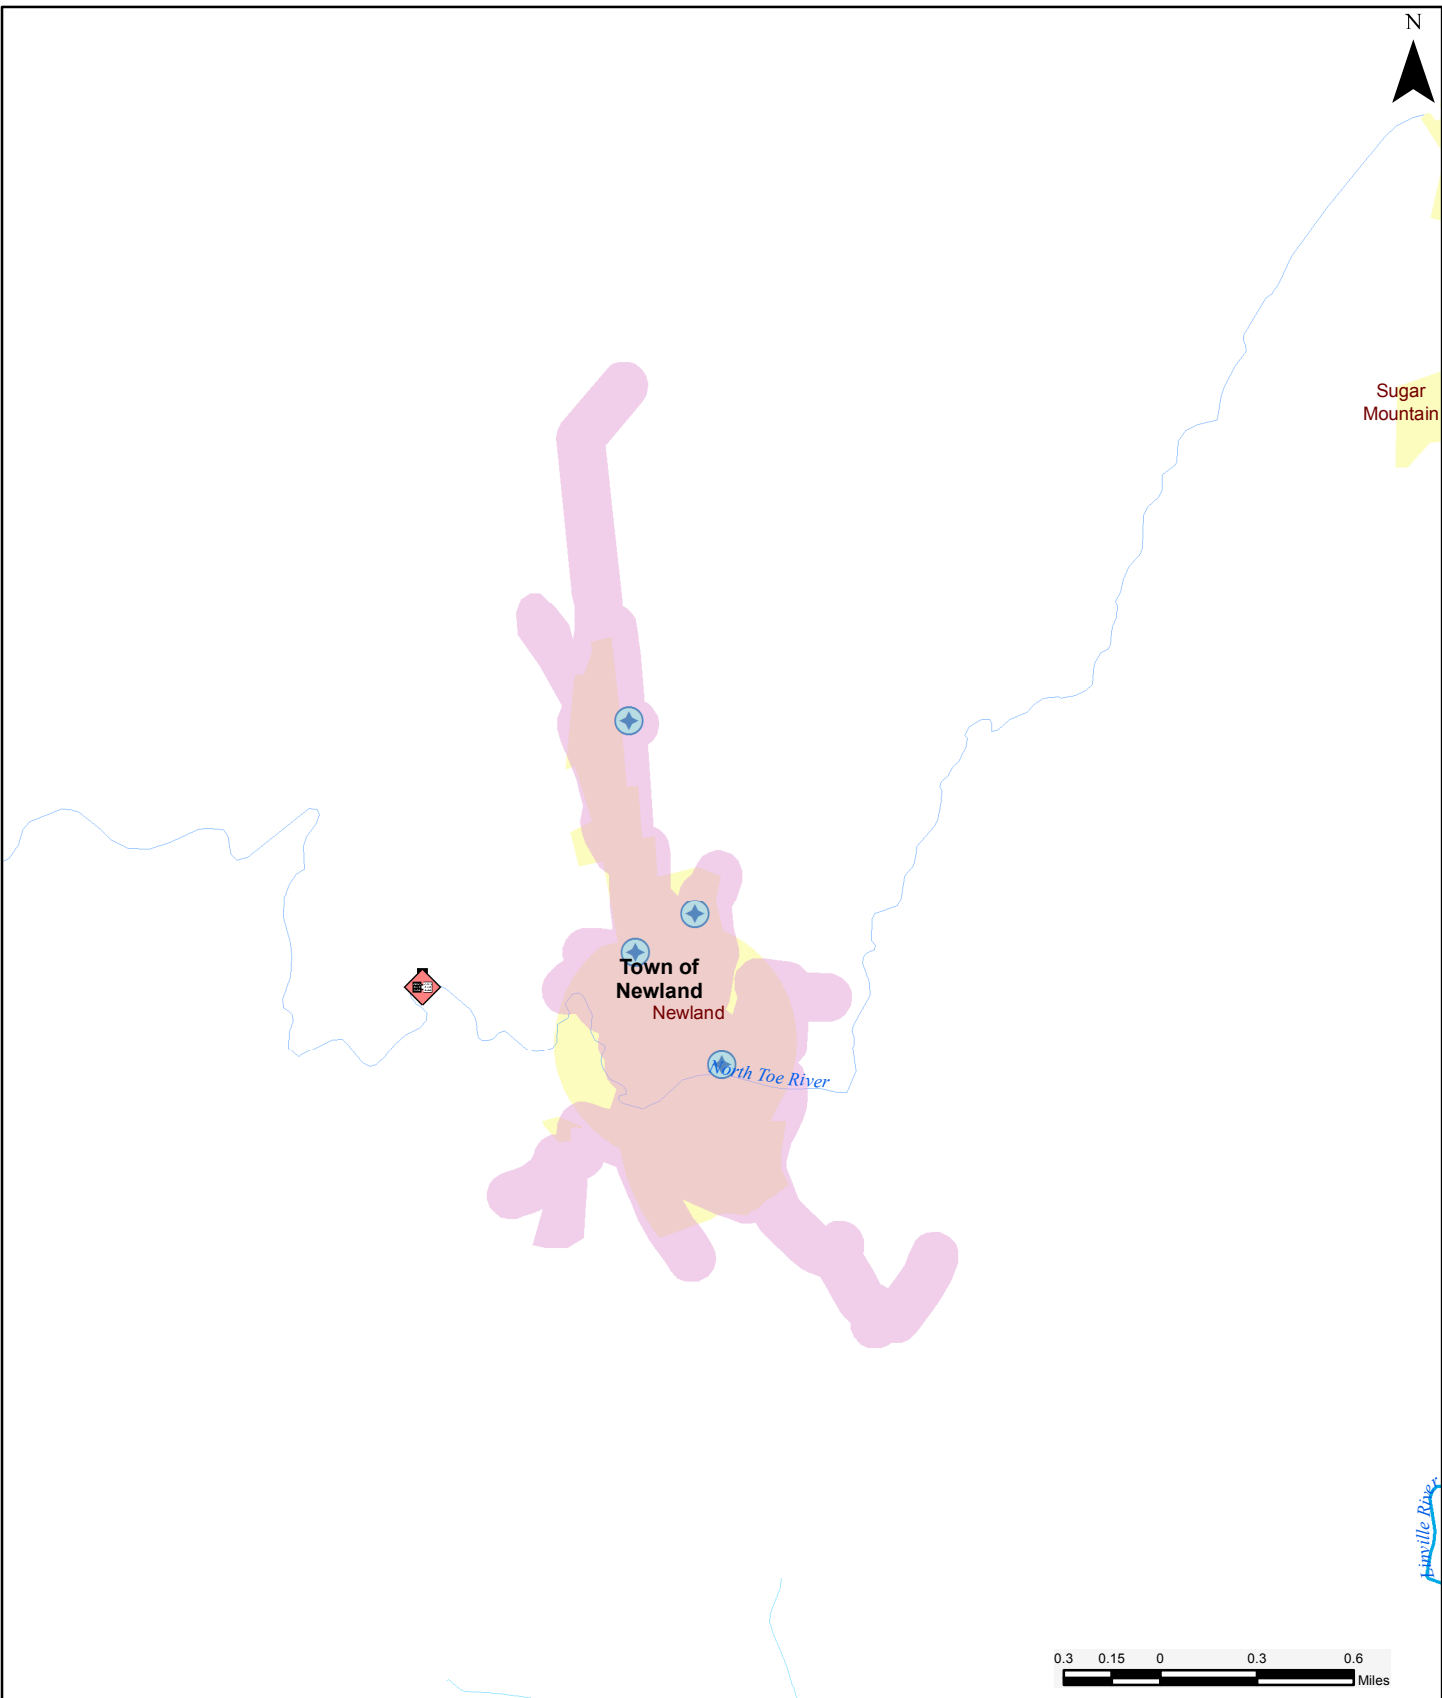 N
Sugar
Mountain
Town of
Newland
Newland
North Toe River
Linville River
0.3 0.15 0 0.3 0.6
Miles